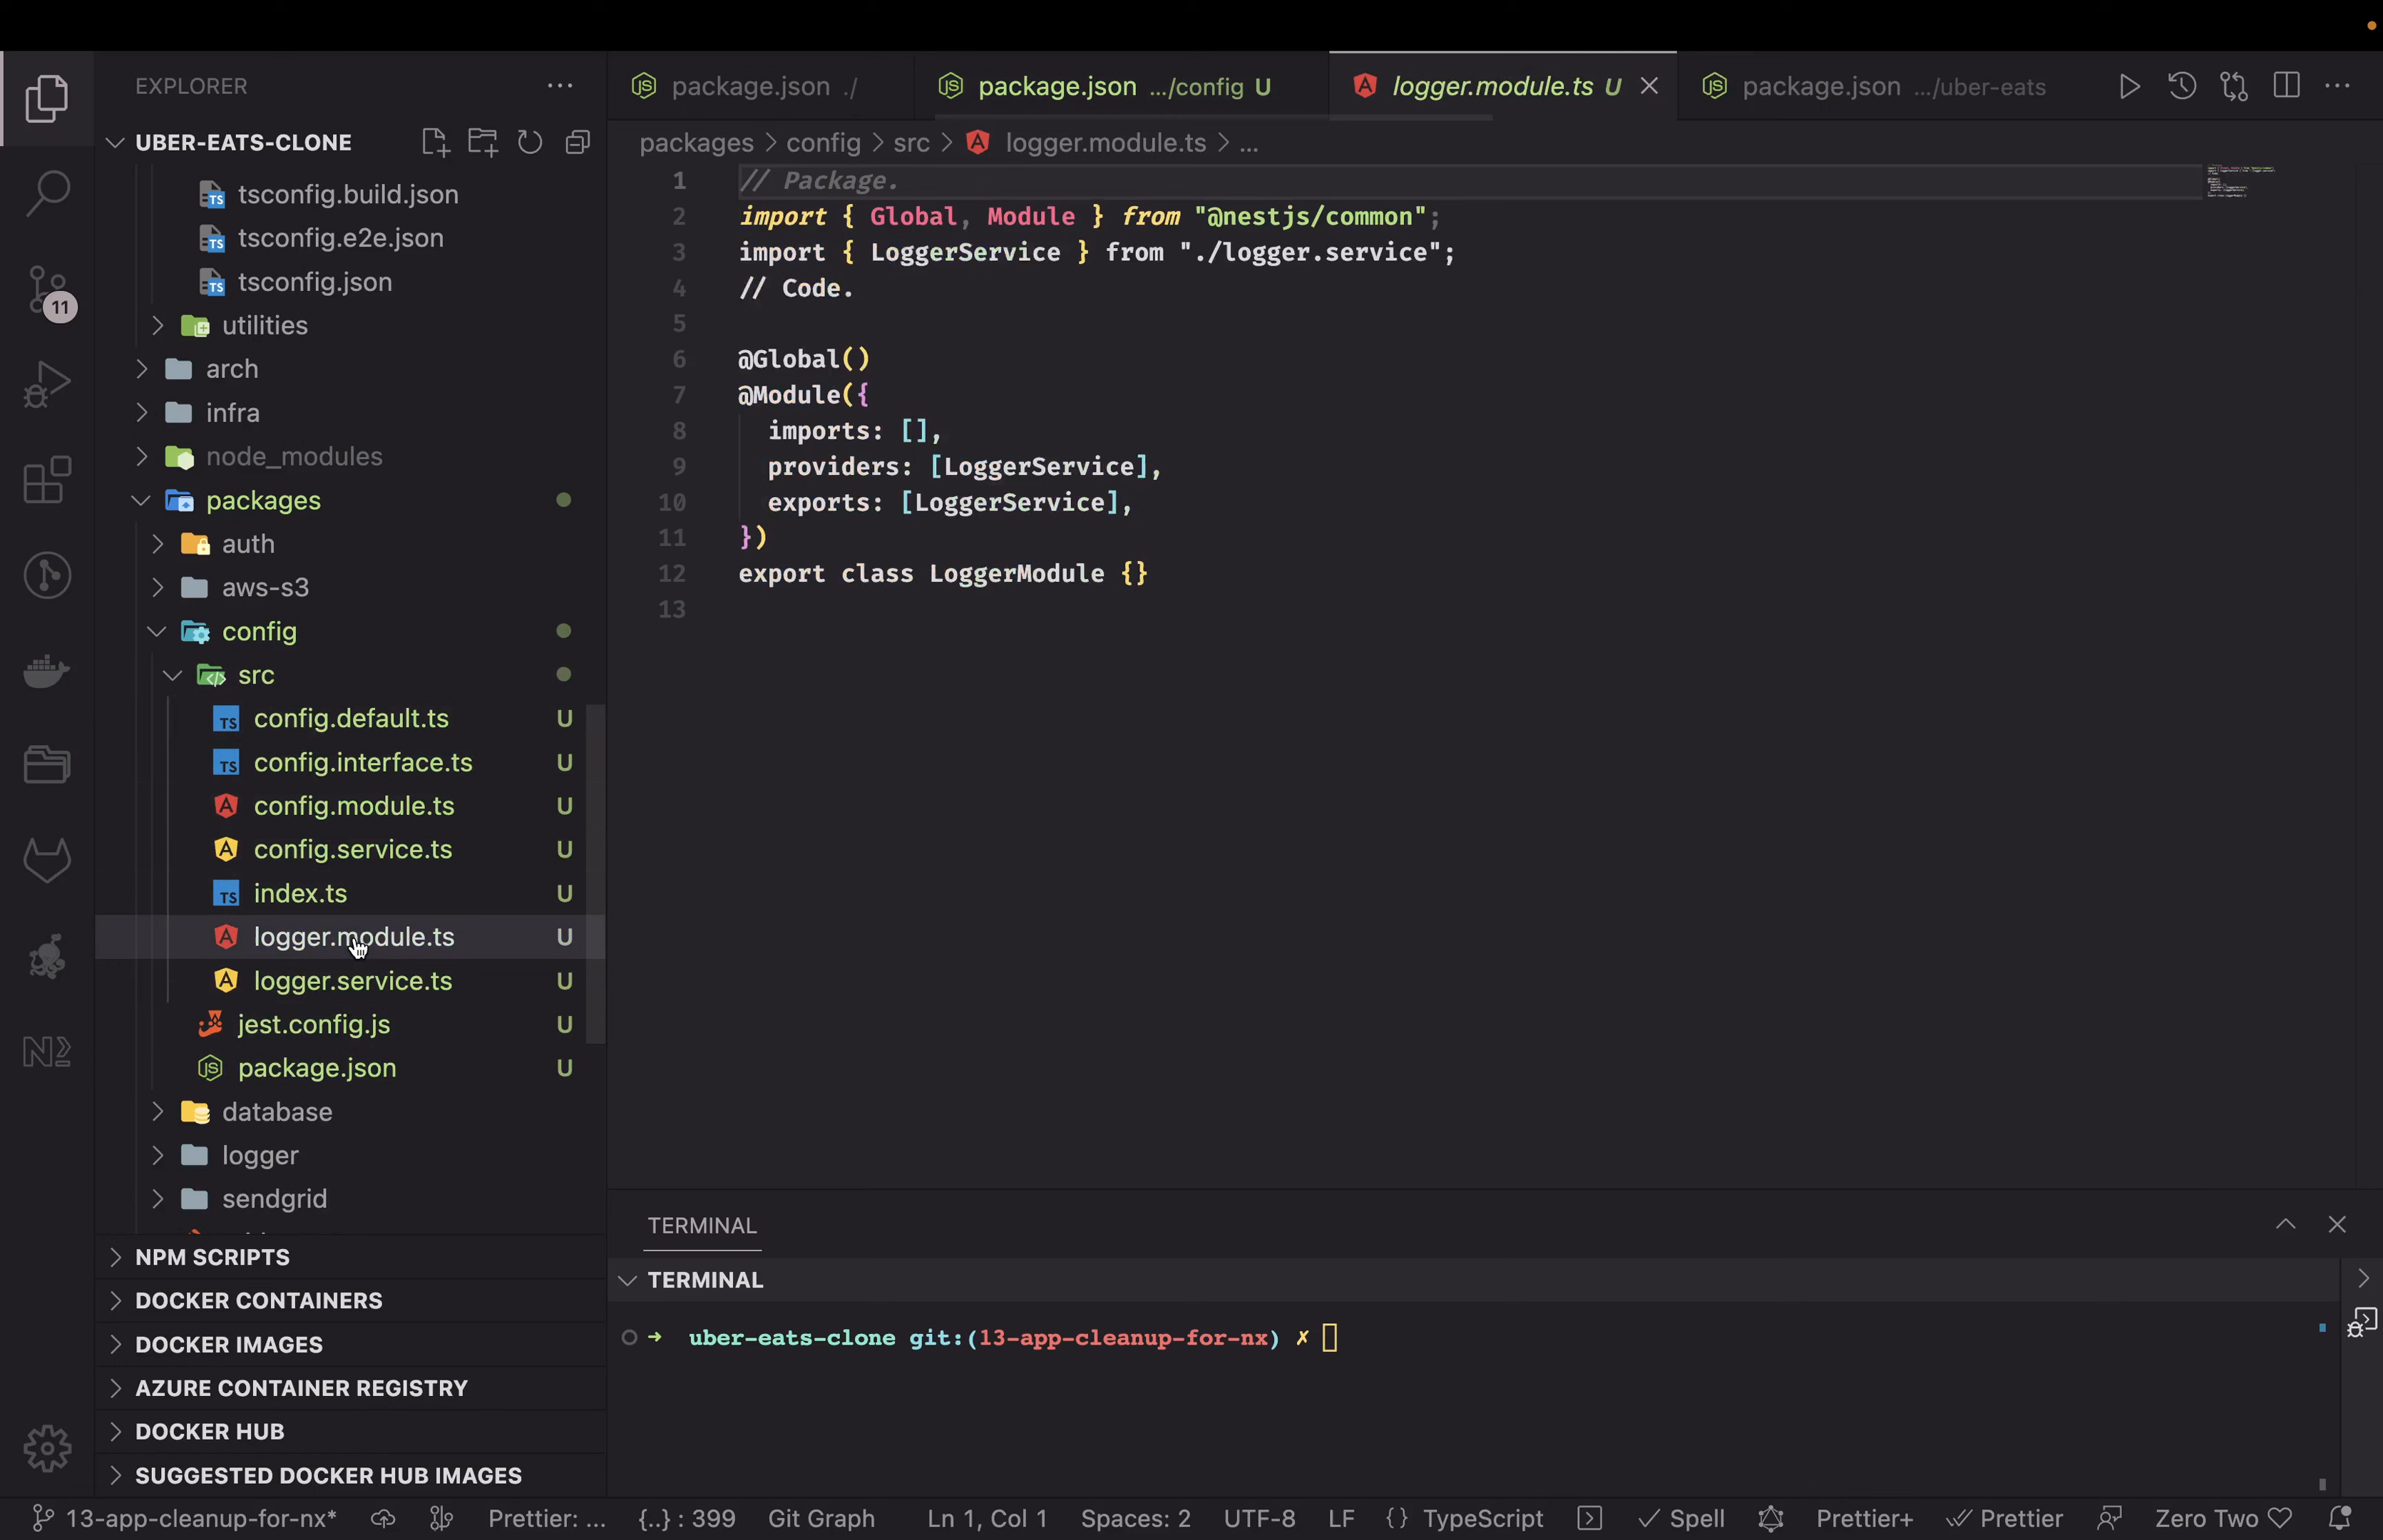 EXPLORER
package.json ./
package.json .../config U
logger.module.ts U
package.json .../uber-eats
UBER-EATS-CLONE
packages > config > src > logger.module.ts > ...
tsconfig.build.json
tsconfig.e2e.json
tsconfig.json
utilities
arch
infra
node_modules
packages
auth
aws-s3
config
src
config.default.ts U
config.interface.ts U
config.module.ts U
config.service.ts U
index.ts U
logger.module.ts U
logger.service.ts U
jest.config.js U
package.json U
database
logger
sendgrid
11
NPM SCRIPTS
DOCKER CONTAINERS
DOCKER IMAGES
AZURE CONTAINER REGISTRY
DOCKER HUB
SUGGESTED DOCKER HUB IMAGES
1 // Package.
2 import { Global, Module } from "@nestjs/common";
3 import { LoggerService } from "./logger.service";
4 // Code.
5
6 @Global()
7 @Module({
8 imports: [],
9 providers: [LoggerService],
10 exports: [LoggerService],
11 })
12 export class LoggerModule {}
13
TERMINAL
TERMINAL
→ uber-eats-clone git:(13-app-cleanup-for-nx) ✗
13-app-cleanup-for-nx* Prettier: ... {..} : 399 Git Graph Ln 1, Col 1 Spaces: 2 UTF-8 LF {} TypeScript ✓ Spell Prettier+ Prettier Zero Two ♡